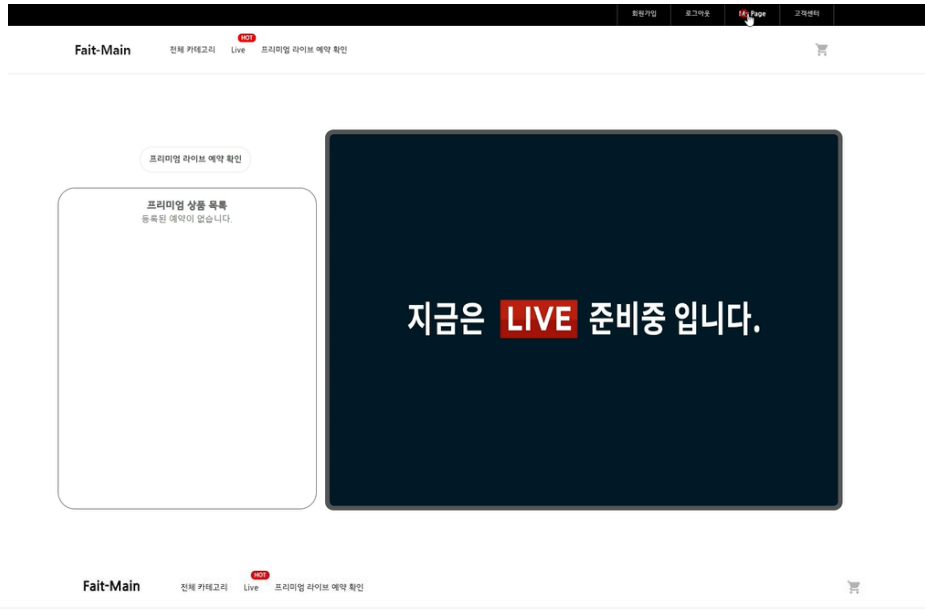 회원가입 로그아웃 My Page 고객센터
HOT
Fait-Main 전체 카테고리 Live 프리미엄 라이브 예약 확인
프리미엄 라이브 예약 확인
프리미엄 상품 목록
등록된 예약이 없습니다.
지금은 LIVE 준비중 입니다.
HOT
Fait-Main 전체 카테고리 Live 프리미엄 라이브 예약 확인